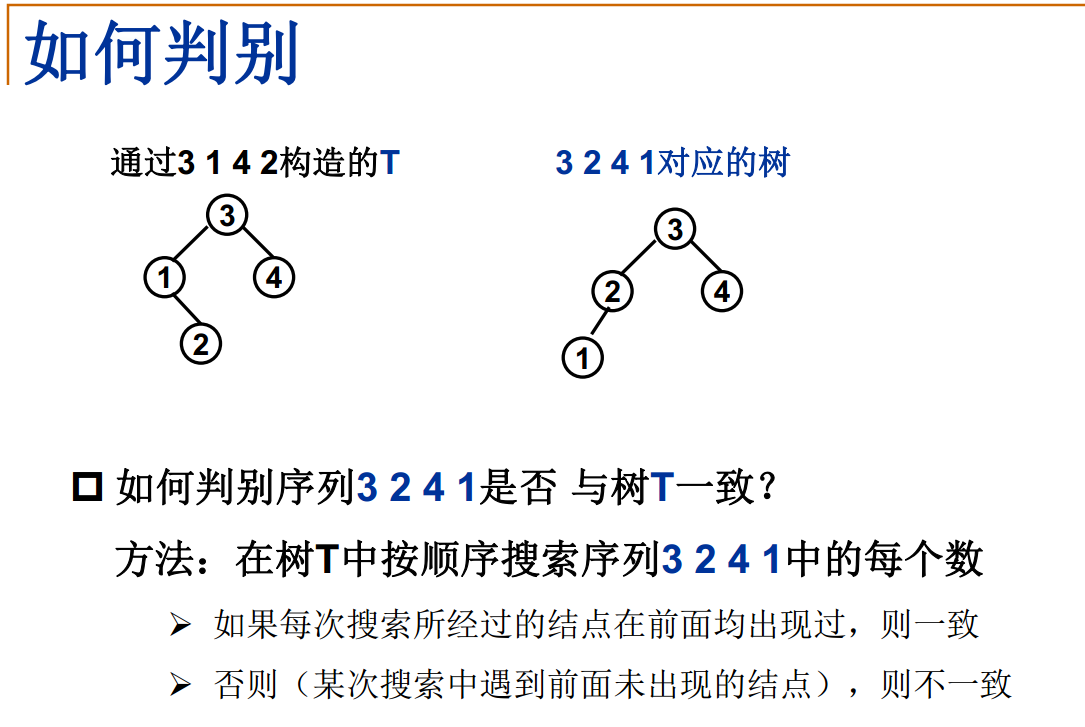 如何判别
通过3 1 4 2构造的T
3 2 4 1对应的树
3
1
4
2
3
2
4
1
如何判别序列3 2 4 1是否 与树T一致?
方法：在树T中按顺序搜索序列3 2 4 1中的每个数
如果每次搜索所经过的结点在前面均出现过，则一致
否则（某次搜索中遇到前面未出现的结点），则不一致